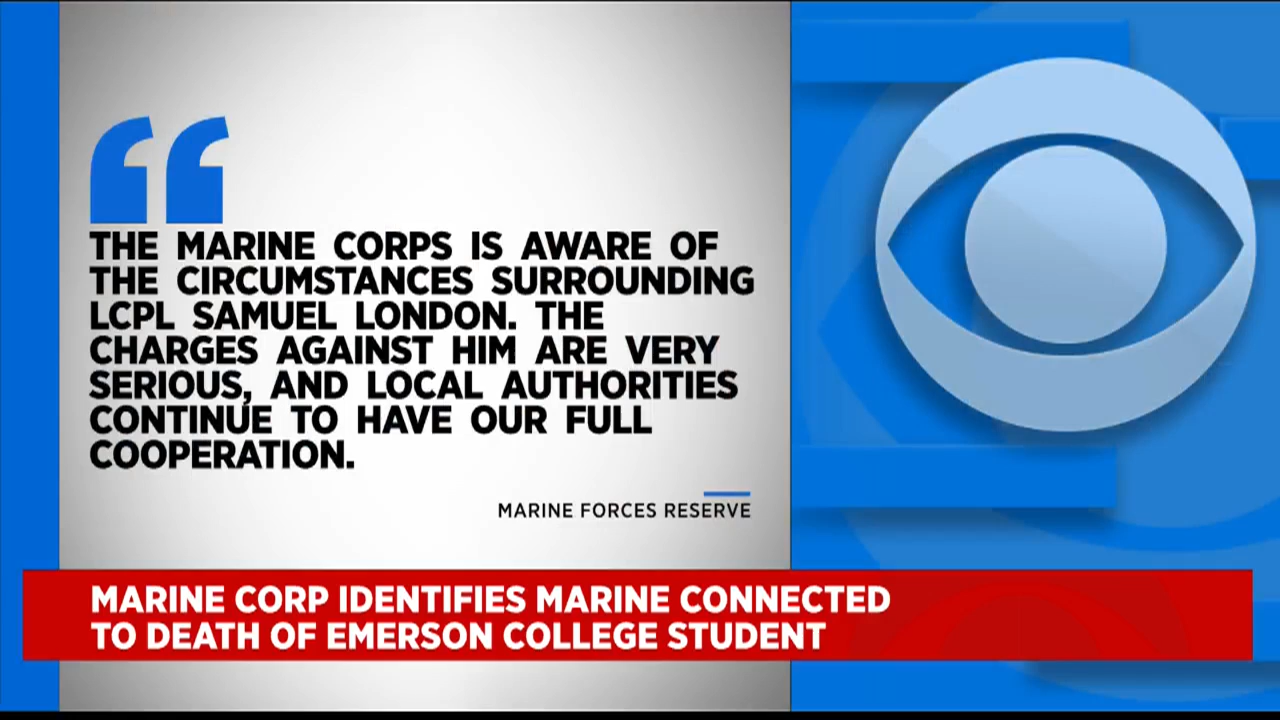 “
THE MARINE CORPS IS AWARE OF
THE CIRCUMSTANCES SURROUNDING
LCPL SAMUEL LONDON. THE
CHARGES AGAINST HIM ARE VERY
SERIOUS, AND LOCAL AUTHORITIES
CONTINUE TO HAVE OUR FULL
COOPERATION.
MARINE FORCES RESERVE
MARINE CORP IDENTIFIES MARINE CONNECTED
TO DEATH OF EMERSON COLLEGE STUDENT